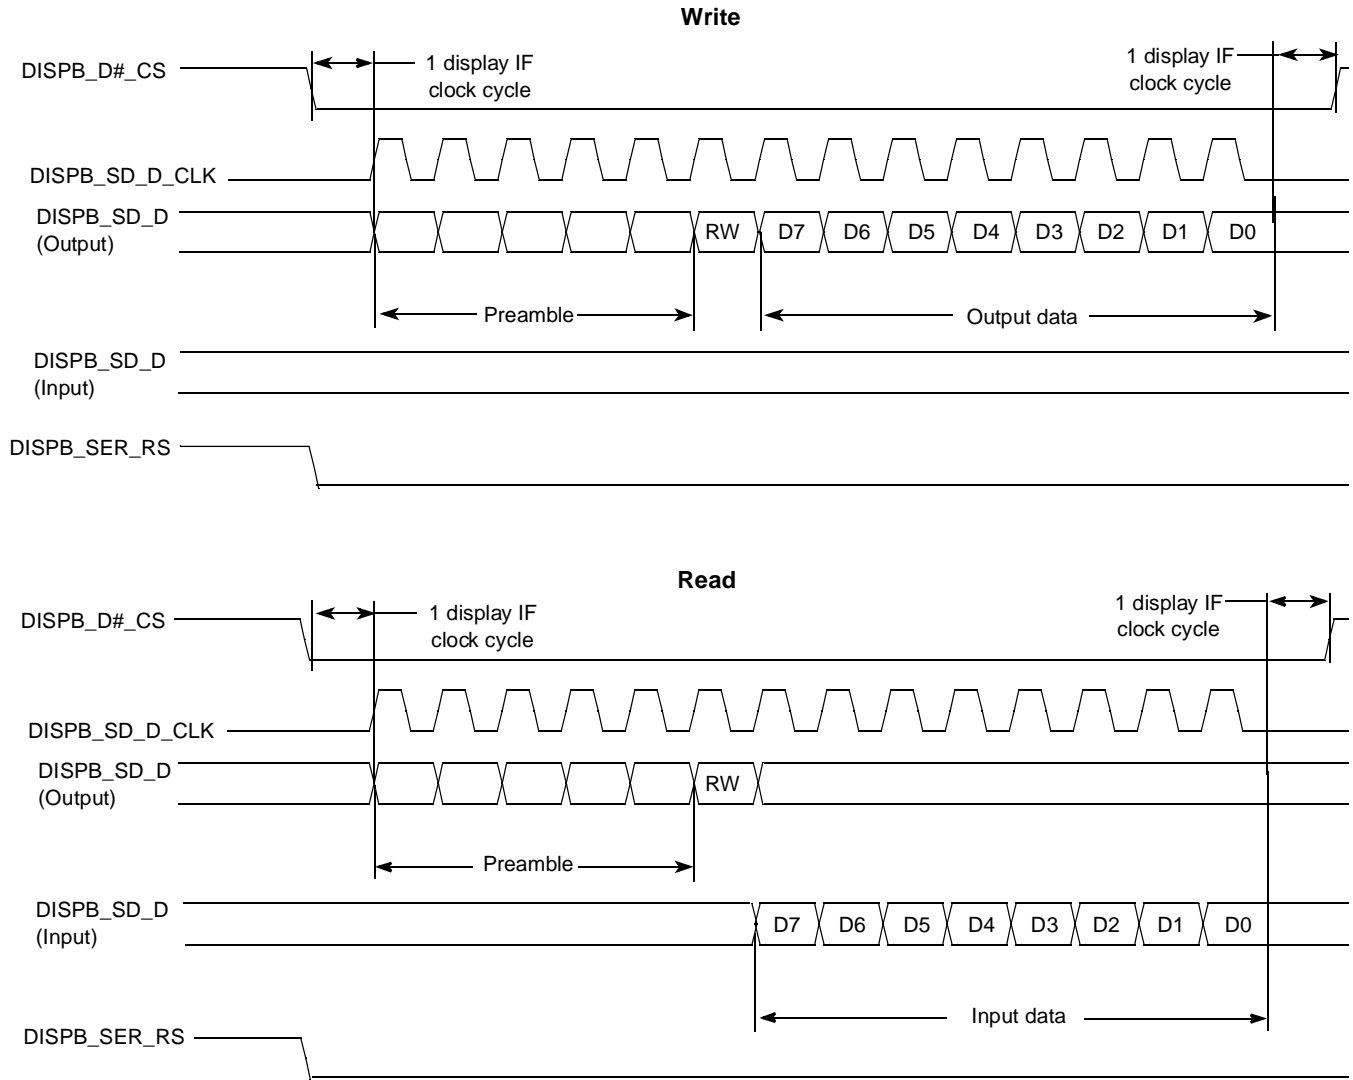 Write
DISPB_D#_CS
1 display IF
clock cycle
1 display IF
clock cycle
DISPB_SD_D_CLK
DISPB_SD_D
(Output)
RW D7 D6 D5 D4 D3 D2 D1 D0
Preamble
Output data
DISPB_SD_D
(Input)
DISPB_SER_RS
Read
DISPB_D#_CS
1 display IF
clock cycle
1 display IF
clock cycle
DISPB_SD_D_CLK
DISPB_SD_D
(Output)
RW
Preamble
DISPB_SD_D
(Input)
D7 D6 D5 D4 D3 D2 D1 D0
Input data
DISPB_SER_RS